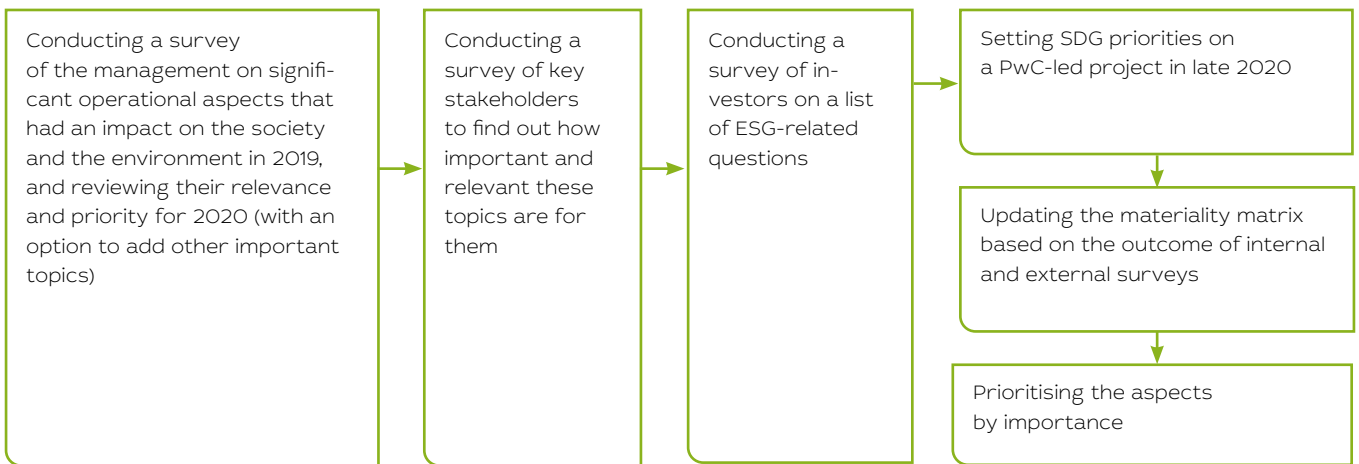 Conducting a survey
of the management on signifi-
cant operational aspects that
had an impact on the society
and the environment in 2019,
and reviewing their relevance
and priority for 2020 (with an
option to add other important
topics)
Conducting a
survey of key
stakeholders
to find out how
important and
relevant these
topics are for
them
Conducting a
survey of in-
vestors on a list
of ESG-related
questions
Setting SDG priorities on
a PwC-led project in late 2020
Updating the materiality matrix
based on the outcome of internal
and external surveys
Prioritising the aspects
by importance